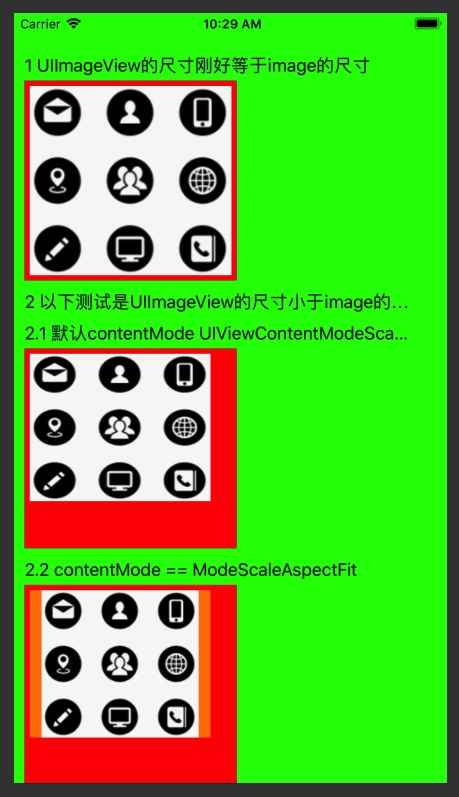 Carrier 10:29 AM
1 UIImageView的尺寸刚好等于image的尺寸
2 以下测试是UIImageView的尺寸小于image的…
2.1 默认contentMode UIViewContentModeSca...
2.2 contentMode == ModeScaleAspectFit